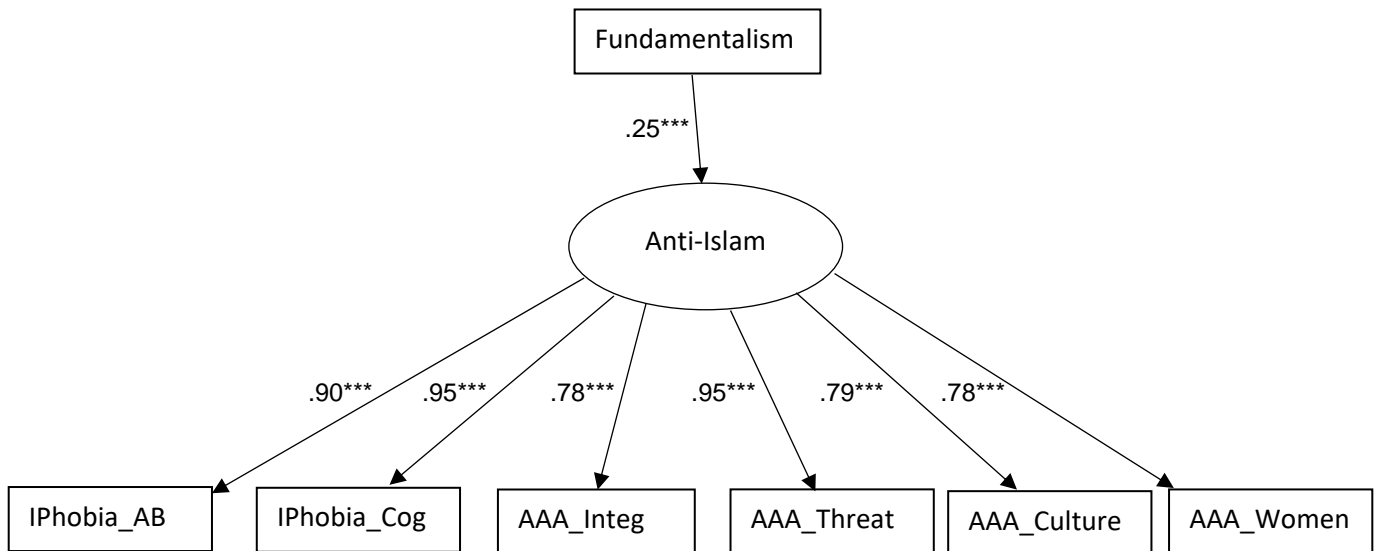 Fundamentalism
.25***
Anti-Islam
.90***
.95***
.78***
.95***
.79***
.78***
IPhobia_AB
IPhobia_Cog
AAA_Integ
AAA_Threat
AAA_Culture
AAA_Women